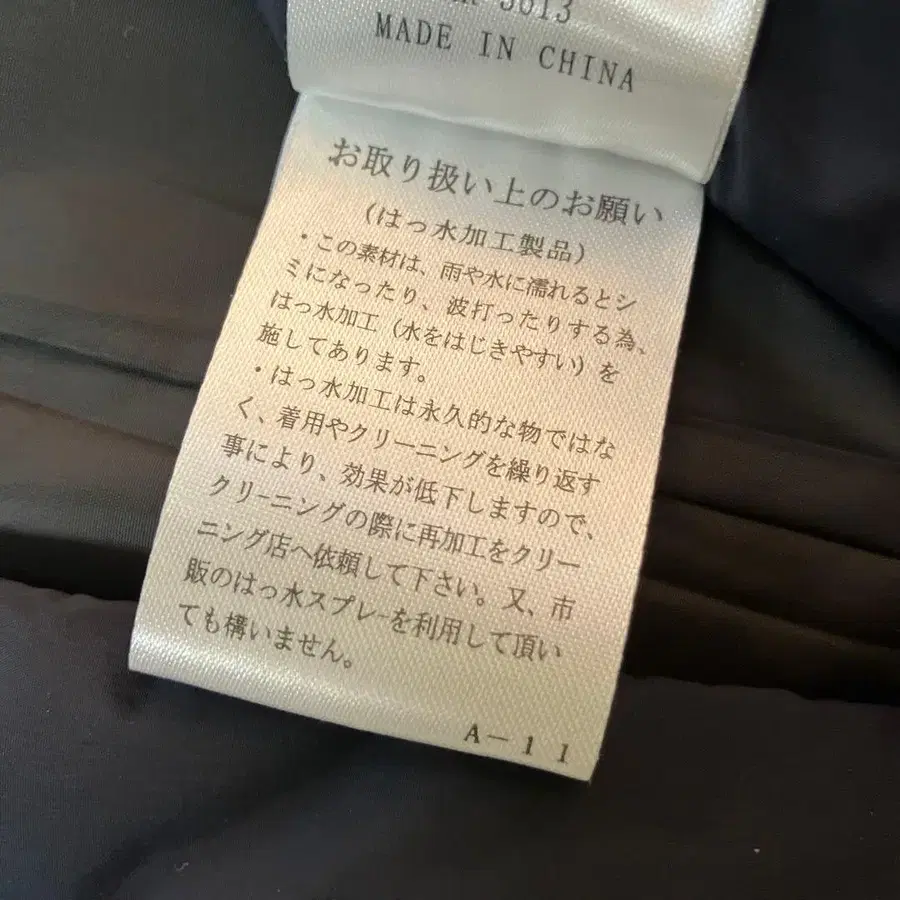 3613
MADE IN CHINA
お取り扱い上のお願い
(はっ水加工製品)
・この素材は、雨や水に濡れるとシ
ミになったり、波打ったりする為、
はっ水加工(水をはじきやすい)を
施してあります。
・はっ水加工は永久的な物ではな
く、着用やクリーニングを繰り返す
事により、効果が低下しますので、
クリーニングの際に再加工をクリー
ニング店へ依頼して下さい。又、市
販のはっ水スプレーを利用して頂い
ても構いません。
A-11